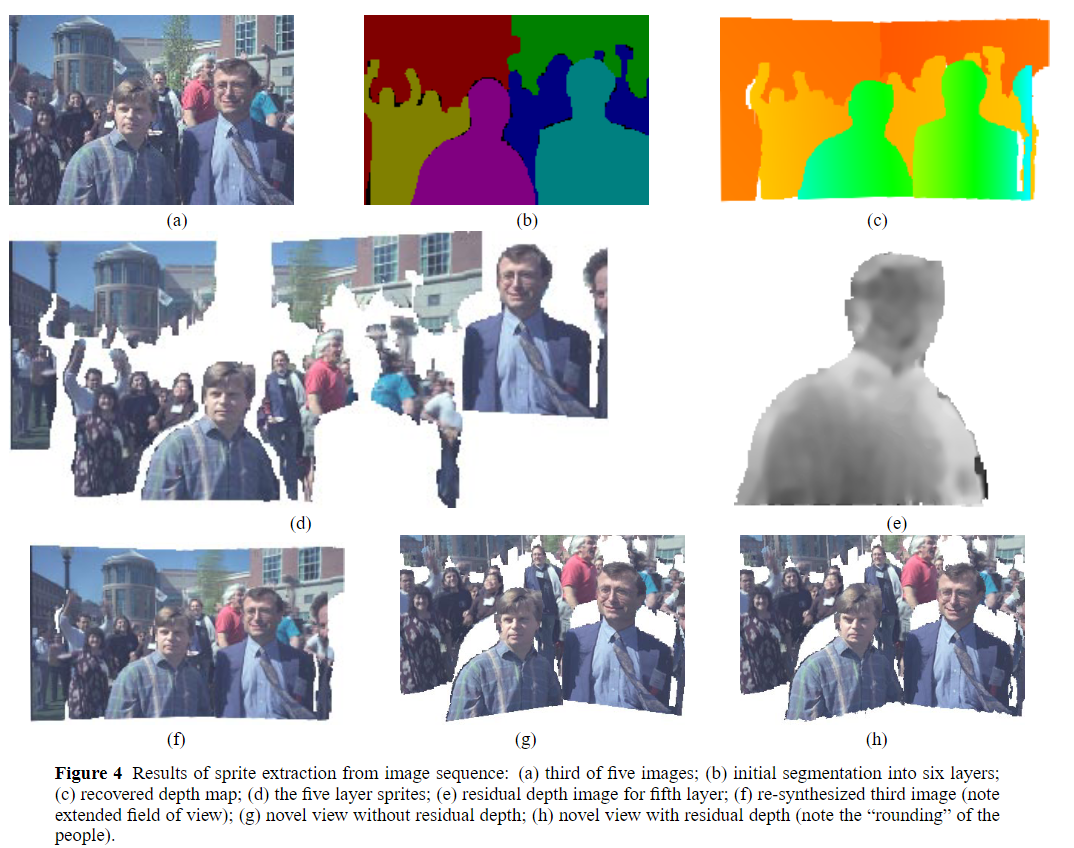 (a)
(b)
(c)
(d)
(e)
(f)
(g)
(h)
Figure 4 Results of sprite extraction from image sequence: (a) third of five images; (b) initial segmentation into six layers;
(c) recovered depth map; (d) the five layer sprites; (e) residual depth image for fifth layer; (f) re-synthesized third image (note
extended field of view); (g) novel view without residual depth; (h) novel view with residual depth (note the “rounding” of the
people).